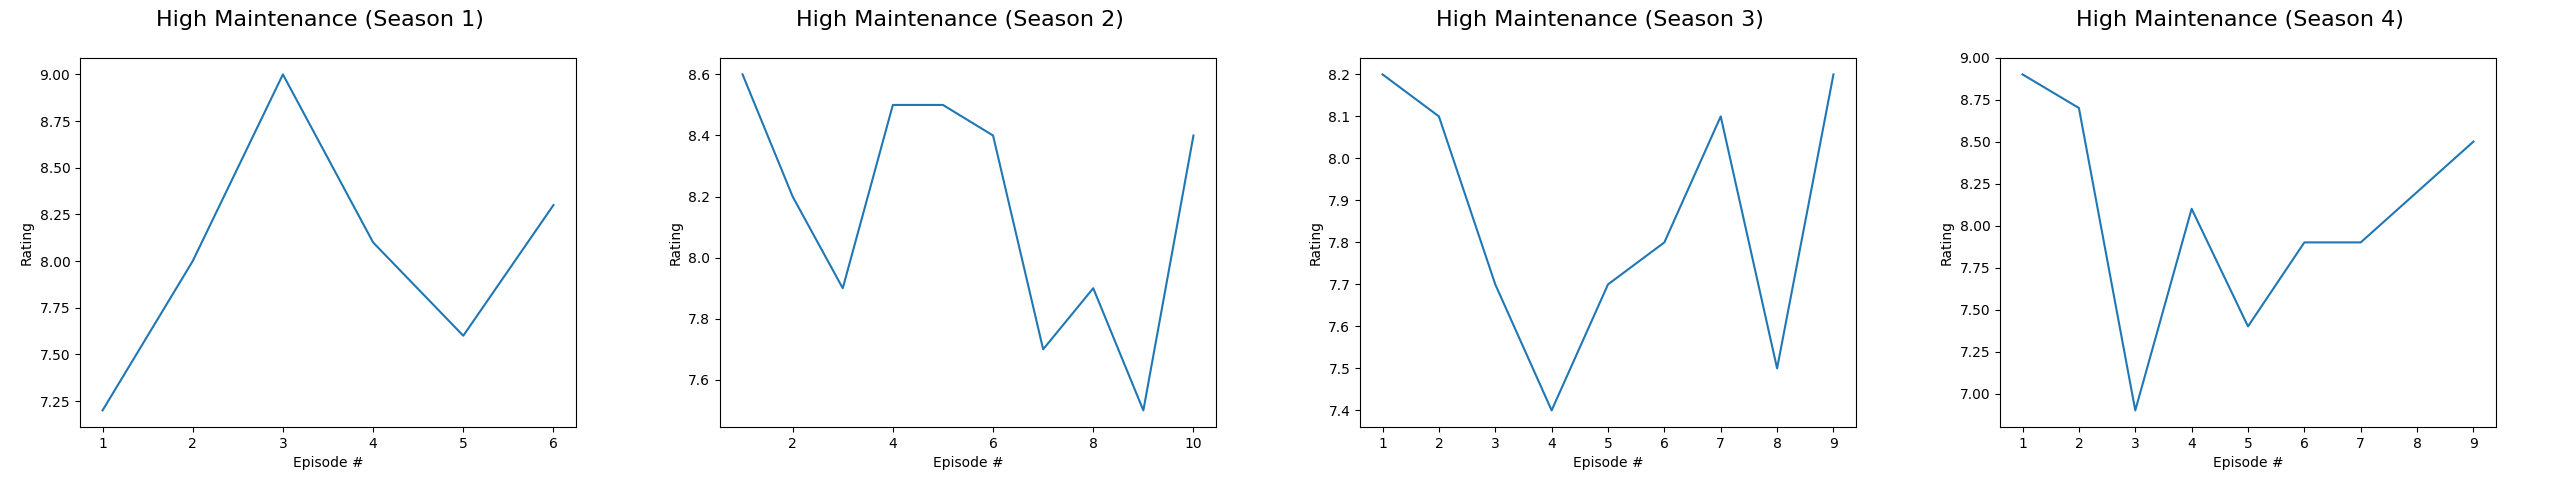 High Maintenance (Season 1)
9.00
8.75
8.50
8.25
8.00
7.75
7.50
7.25
Rating
1 2 3 4 5 6
Episode #
High Maintenance (Season 2)
8.6
8.4
8.2
8.0
7.8
7.6
Rating
2 4 6 8 10
Episode #
High Maintenance (Season 3)
8.2
8.1
8.0
7.9
7.8
7.7
7.6
7.5
7.4
Rating
1 2 3 4 5 6 7 8 9
Episode #
High Maintenance (Season 4)
9.00
8.75
8.50
8.25
8.00
7.75
7.50
7.25
7.00
Rating
1 2 3 4 5 6 7 8 9
Episode #